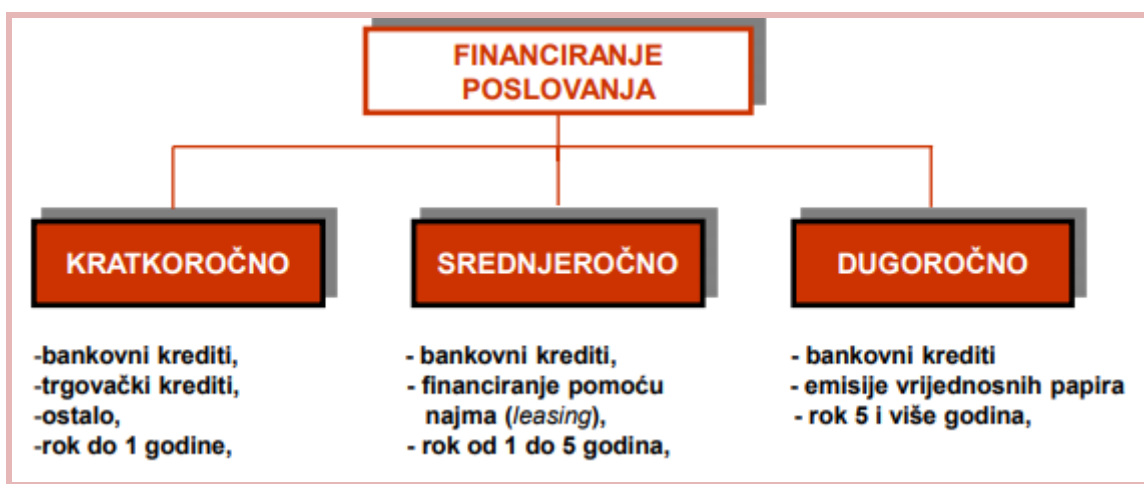 FINANCIRANJE
POSLOVANJA
KRATKOROČNO
SREDNJEROČNO
DUGOROČNO
-bankovni krediti,
-trgovački krediti,
-ostalo,
-rok do 1 godine,
- bankovni krediti,
- financiranje pomoću
najma (leasing),
- rok od 1 do 5 godina,
- bankovni krediti
- emisije vrijednosnih papira
- rok 5 i više godina,